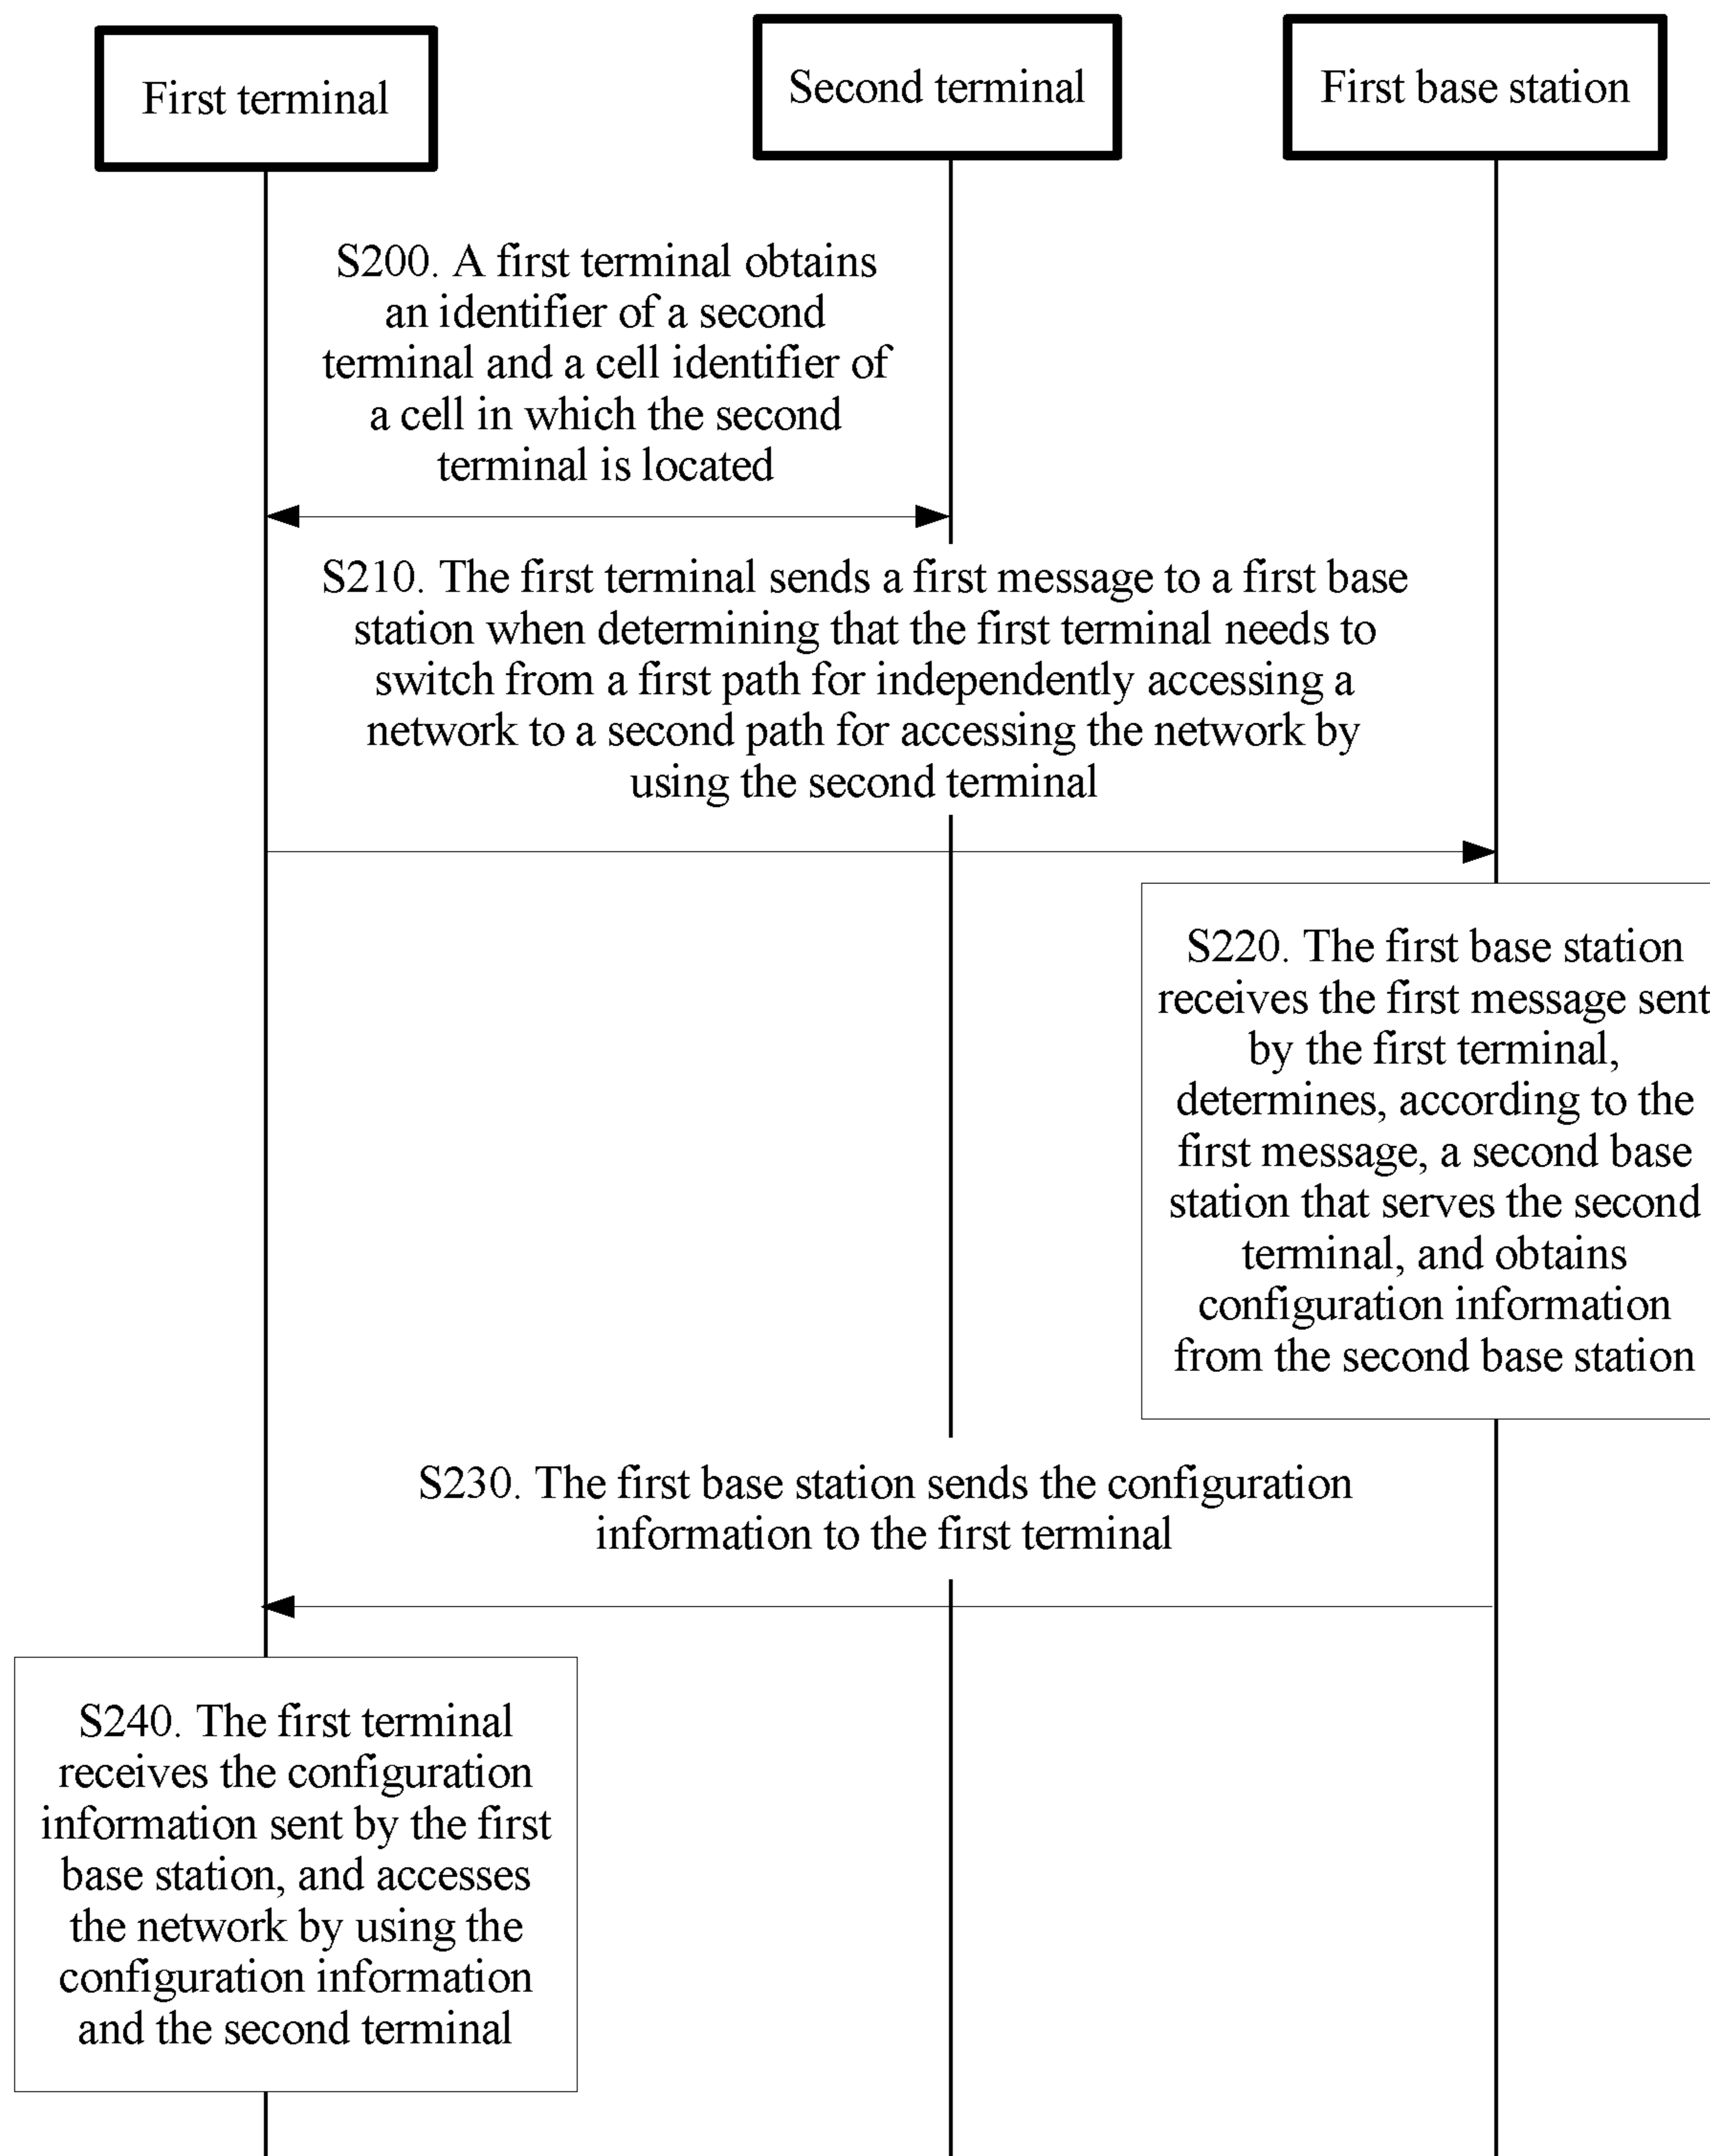 First terminal
Second terminal
First base station
S200. A first terminal obtains
an identifier of a second
terminal and a cell identifier of
a cell in which the second
terminal is located
S210. The first terminal sends a first message to a first base
station when determining that the first terminal needs to
switch from a first path for independently accessing a
network to a second path for accessing the network by
using the second terminal
S220. The first base station
receives the first message sent
by the first terminal,
determines, according to the
first message, a second base
station that serves the second
terminal, and obtains
configuration information
from the second base station
S230. The first base station sends the configuration
information to the first terminal
S240. The first terminal
receives the configuration
information sent by the first
base station, and accesses
the network by using the
configuration information
and the second terminal